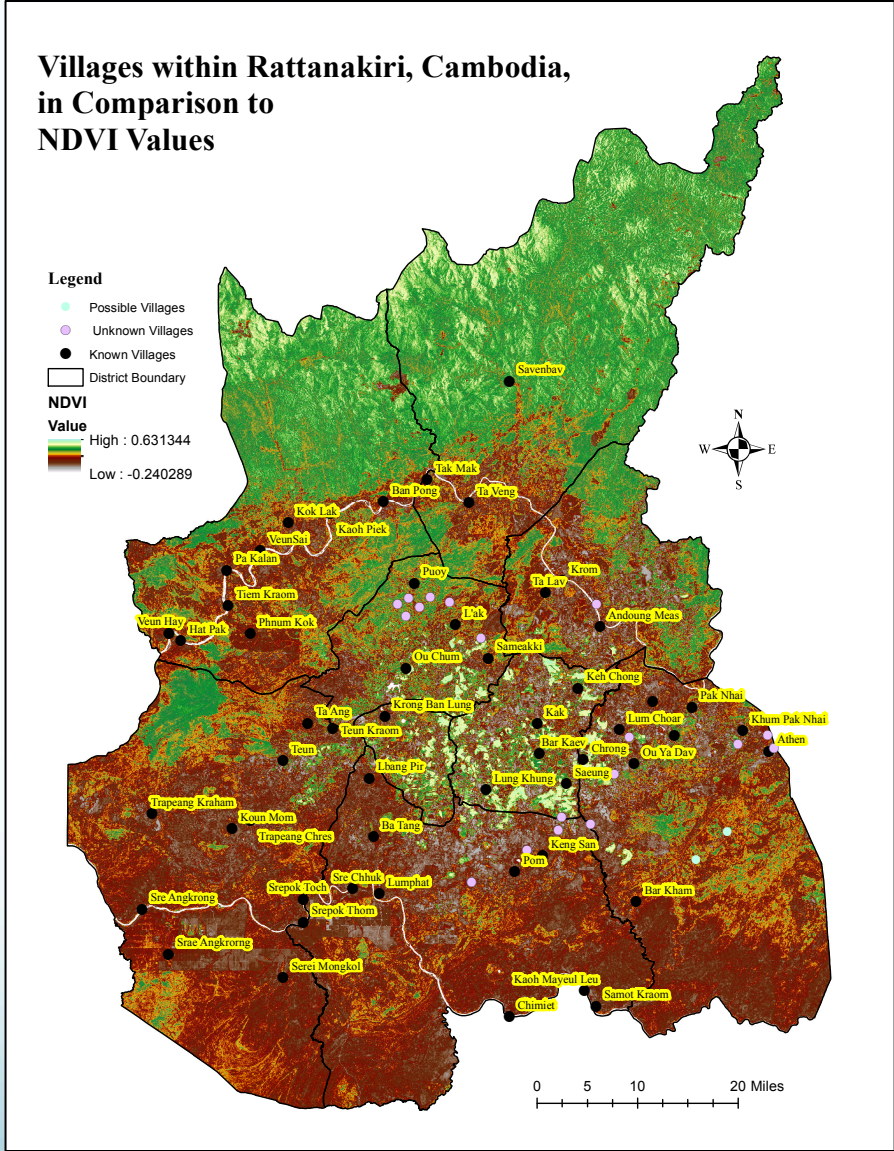 Villages within Rattanakiri, Cambodia,
in Comparison to
NDVI Values
Legend
Possible Villages
Unknown Villages
Known Villages
District Boundary
NDVI
Value
High : 0.631344
Low : -0.240289
N
W
E
S
Savenbav
Tak Mak
Ban Pong
Ta Veng
Kok Lak
Kaoh Piek
VeunSai
Pa Kalan
Puoy
Krom
Ta Lav
Tiem Kraom
L'ak
Andoung Meas
Veun Hay
Hat Pak
Phnum Kok
Sameakki
Ou Chum
Keh Chong
Pak Nhai
Krong Ban Lung
Ta Ang
Teun Kraom
Kak
Lum Choar
Khum Pak Nhai
Athen
Teun
Bar Kaev
Chrong
Ou Ya Dav
Lbang Pir
Saeung
Lung Khung
Trapeang Kraham
Koun Mom
Trapeang Chres
Ba Tang
Keng San
Pom
Sre Chhuk
Srepok Toch
Lumphat
Sre Angkrong
Bar Kham
Srepok Thom
Srae Angkrorng
Serei Mongkol
Kaoh Mayeul Leu
Samot Kraom
Chimiet
0 5 10 20 Miles